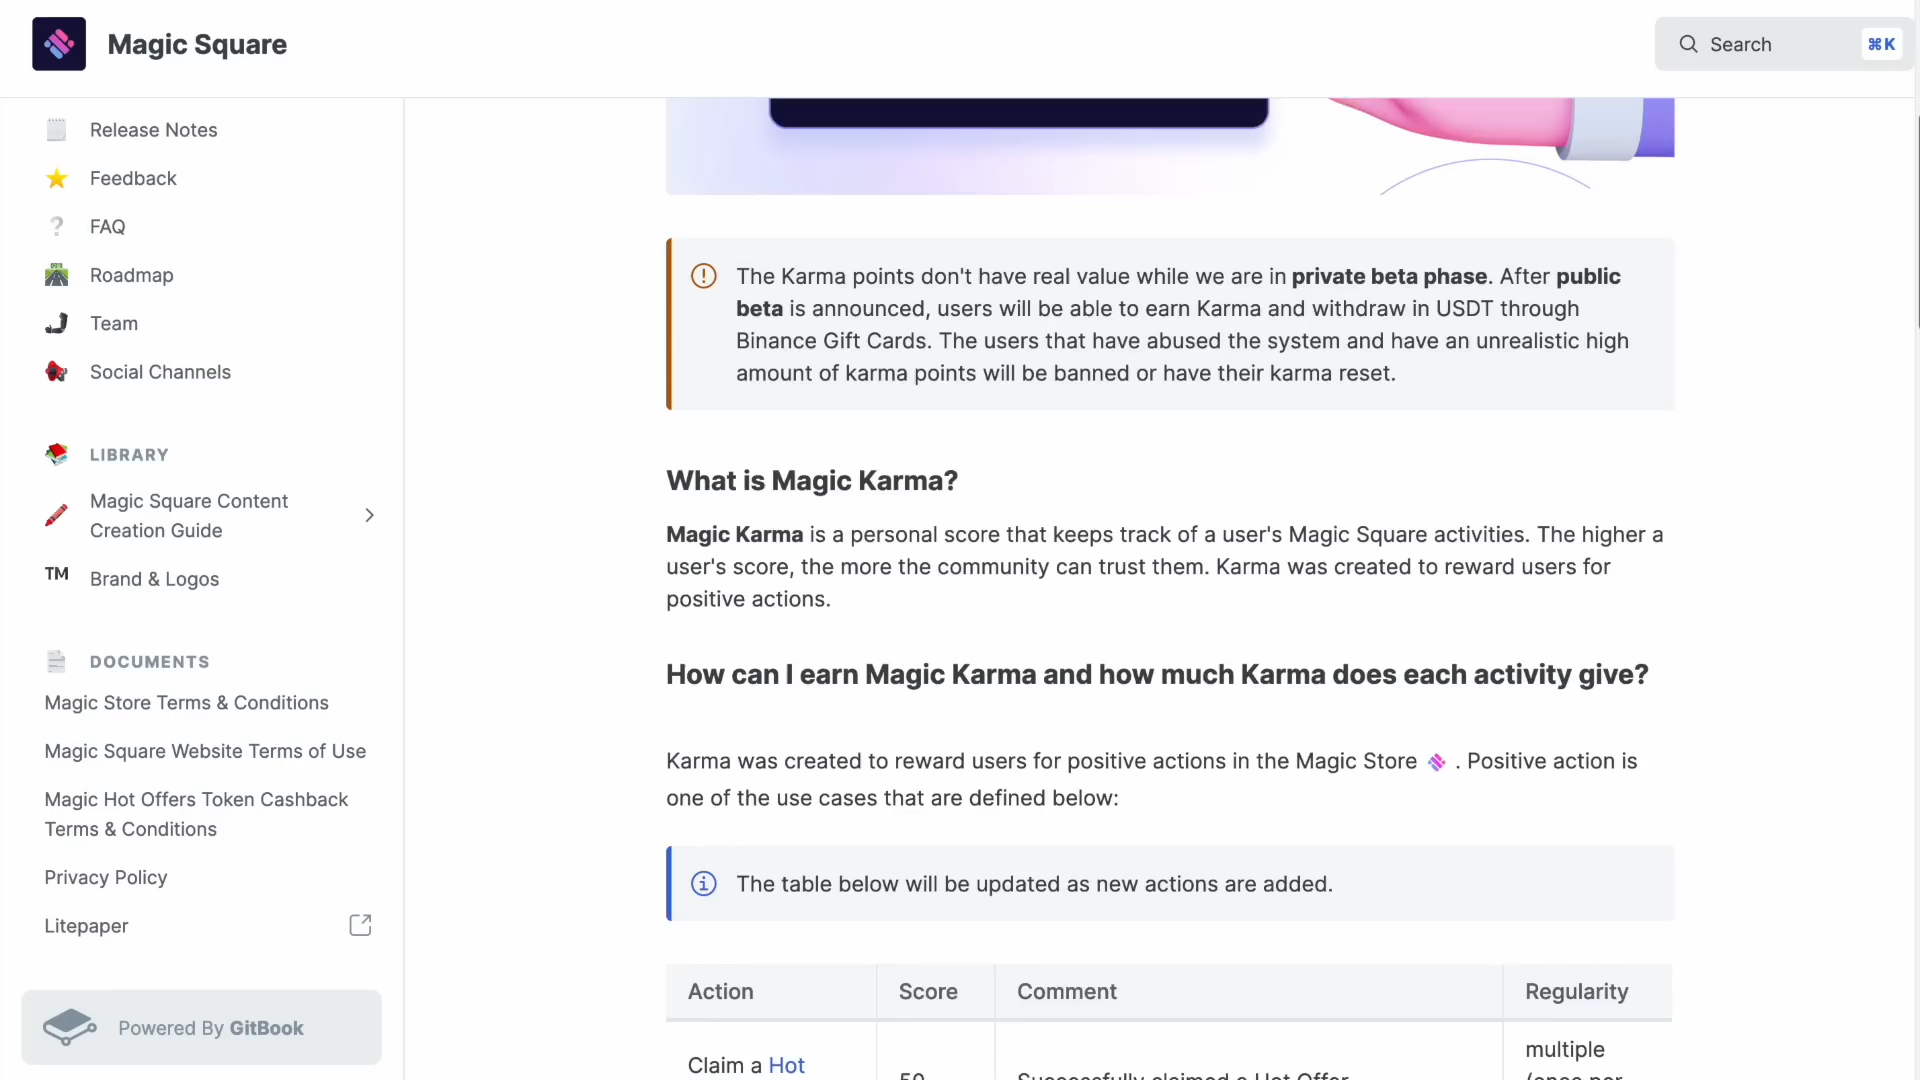 Magic Square
Search
⌘K
Release Notes
Feedback
FAQ
Roadmap
Team
Social Channels
LIBRARY
Magic Square Content
Creation Guide
TM
Brand & Logos
DOCUMENTS
Magic Store Terms & Conditions
Magic Square Website Terms of Use
Magic Hot Offers Token Cashback
Terms & Conditions
Privacy Policy
Litepaper
Powered By GitBook
The Karma points don't have real value while we are in private beta phase. After public
beta is announced, users will be able to earn Karma and withdraw in USDT through
Binance Gift Cards. The users that have abused the system and have an unrealistic high
amount of karma points will be banned or have their karma reset.
What is Magic Karma?
Magic Karma is a personal score that keeps track of a user's Magic Square activities. The higher a
user's score, the more the community can trust them. Karma was created to reward users for
positive actions.
How can I earn Magic Karma and how much Karma does each activity give?
Karma was created to reward users for positive actions in the Magic Store . Positive action is
one of the use cases that are defined below:
The table below will be updated as new actions are added.
Action Score Comment Regularity
multiple
Claim a Hot
50 Successfully claimed a Hot Offer (once per